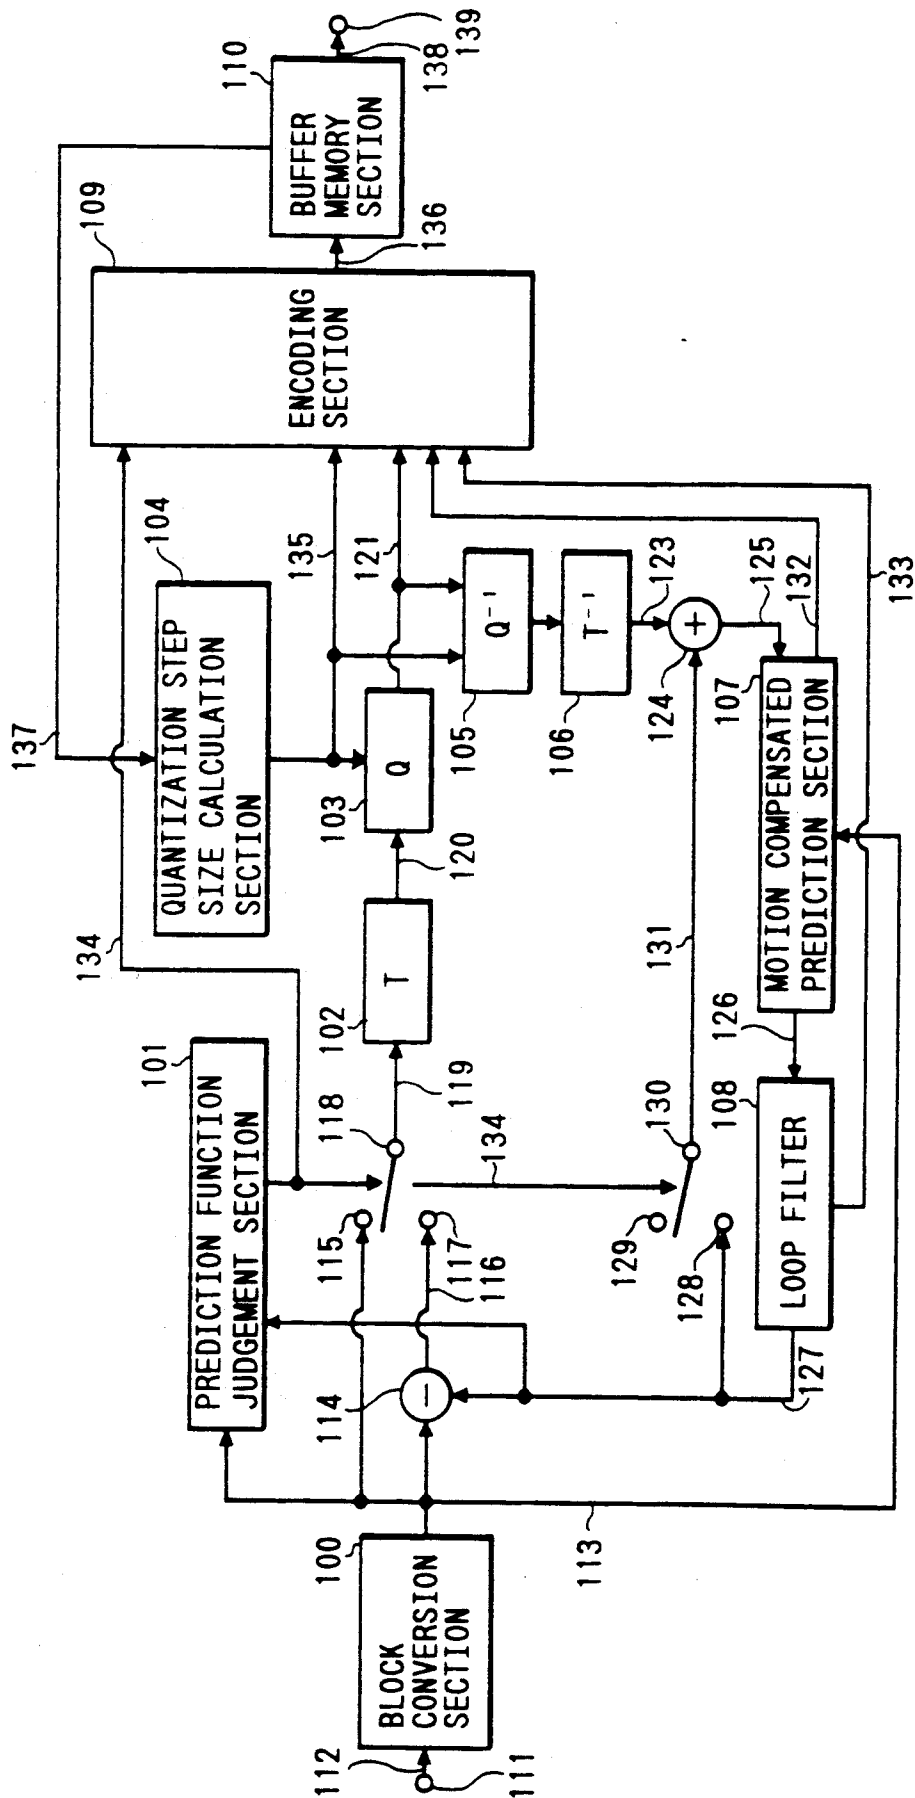 111
112
BLOCK
CONVERSION
SECTION
100
113
PREDICTION FUNCTION
JUDGEMENT SECTION
101
114
115
116
117
118
119
134
134
T
102
120
Q
103
QUANTIZATION STEP
SIZE CALCULATION
SECTION
104
137
135
121
Q⁻¹
105
T⁻¹
106
123
+
124
125
131
130
129
128
127
LOOP FILTER
108
126
MOTION COMPENSATED
PREDICTION SECTION
107
132
133
ENCODING
SECTION
109
136
BUFFER
MEMORY
SECTION
110
138
139
−